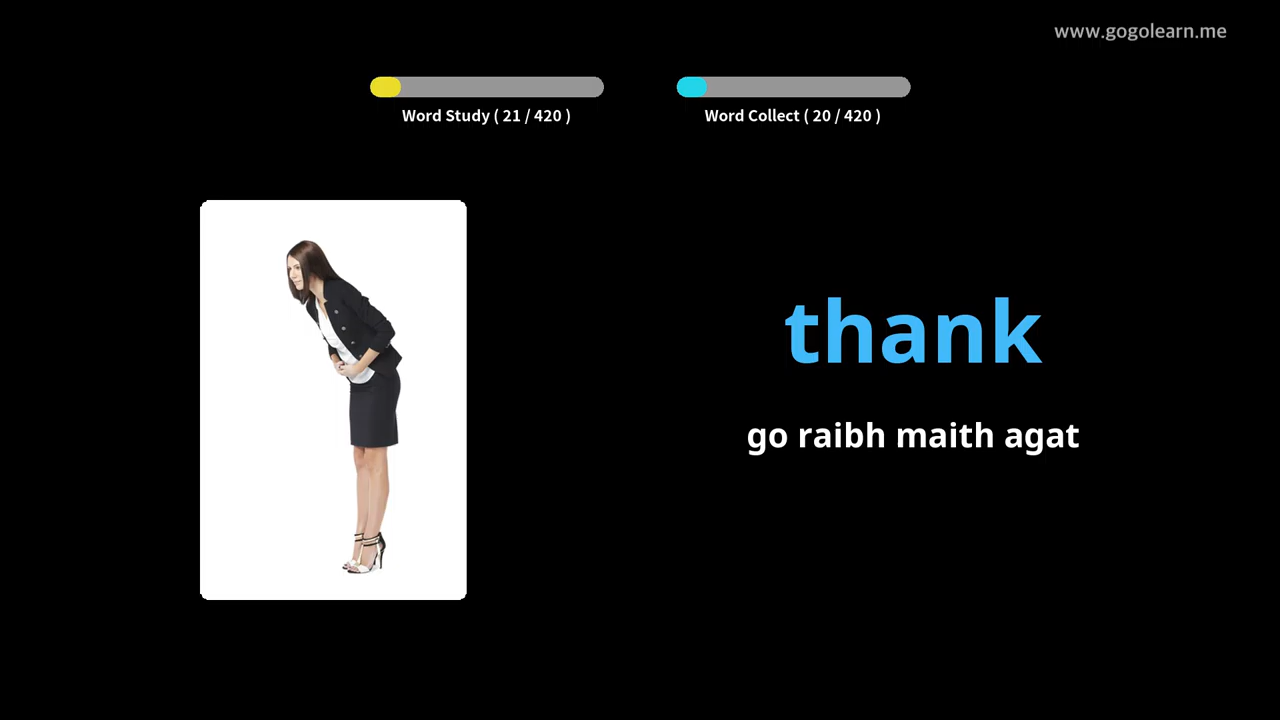 www.gogolearn.me
Word Study ( 21 / 420 )
Word Collect ( 20 / 420 )
thank
go raibh maith agat